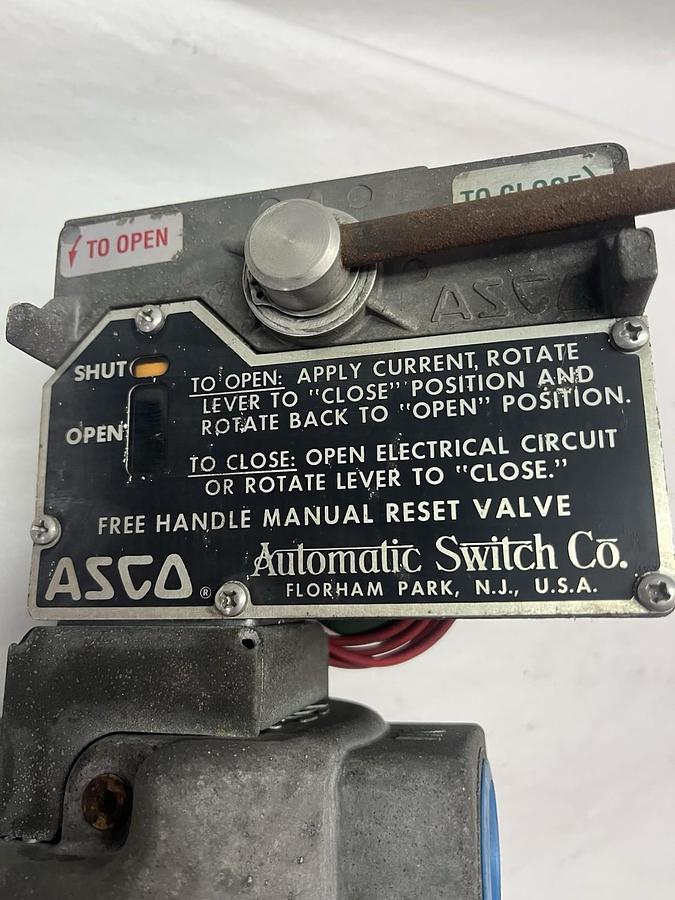 TO OPEN
TO CLOSE
ASCO
SHUT
OPEN
TO OPEN: APPLY CURRENT, ROTATE
LEVER TO "CLOSE" POSITION AND
ROTATE BACK TO "OPEN" POSITION.
TO CLOSE: OPEN ELECTRICAL CIRCUIT
OR ROTATE LEVER TO "CLOSE."
FREE HANDLE MANUAL RESET VALVE
ASCO ® Automatic Switch Co.
FLORHAM PARK, N.J., U.S.A.